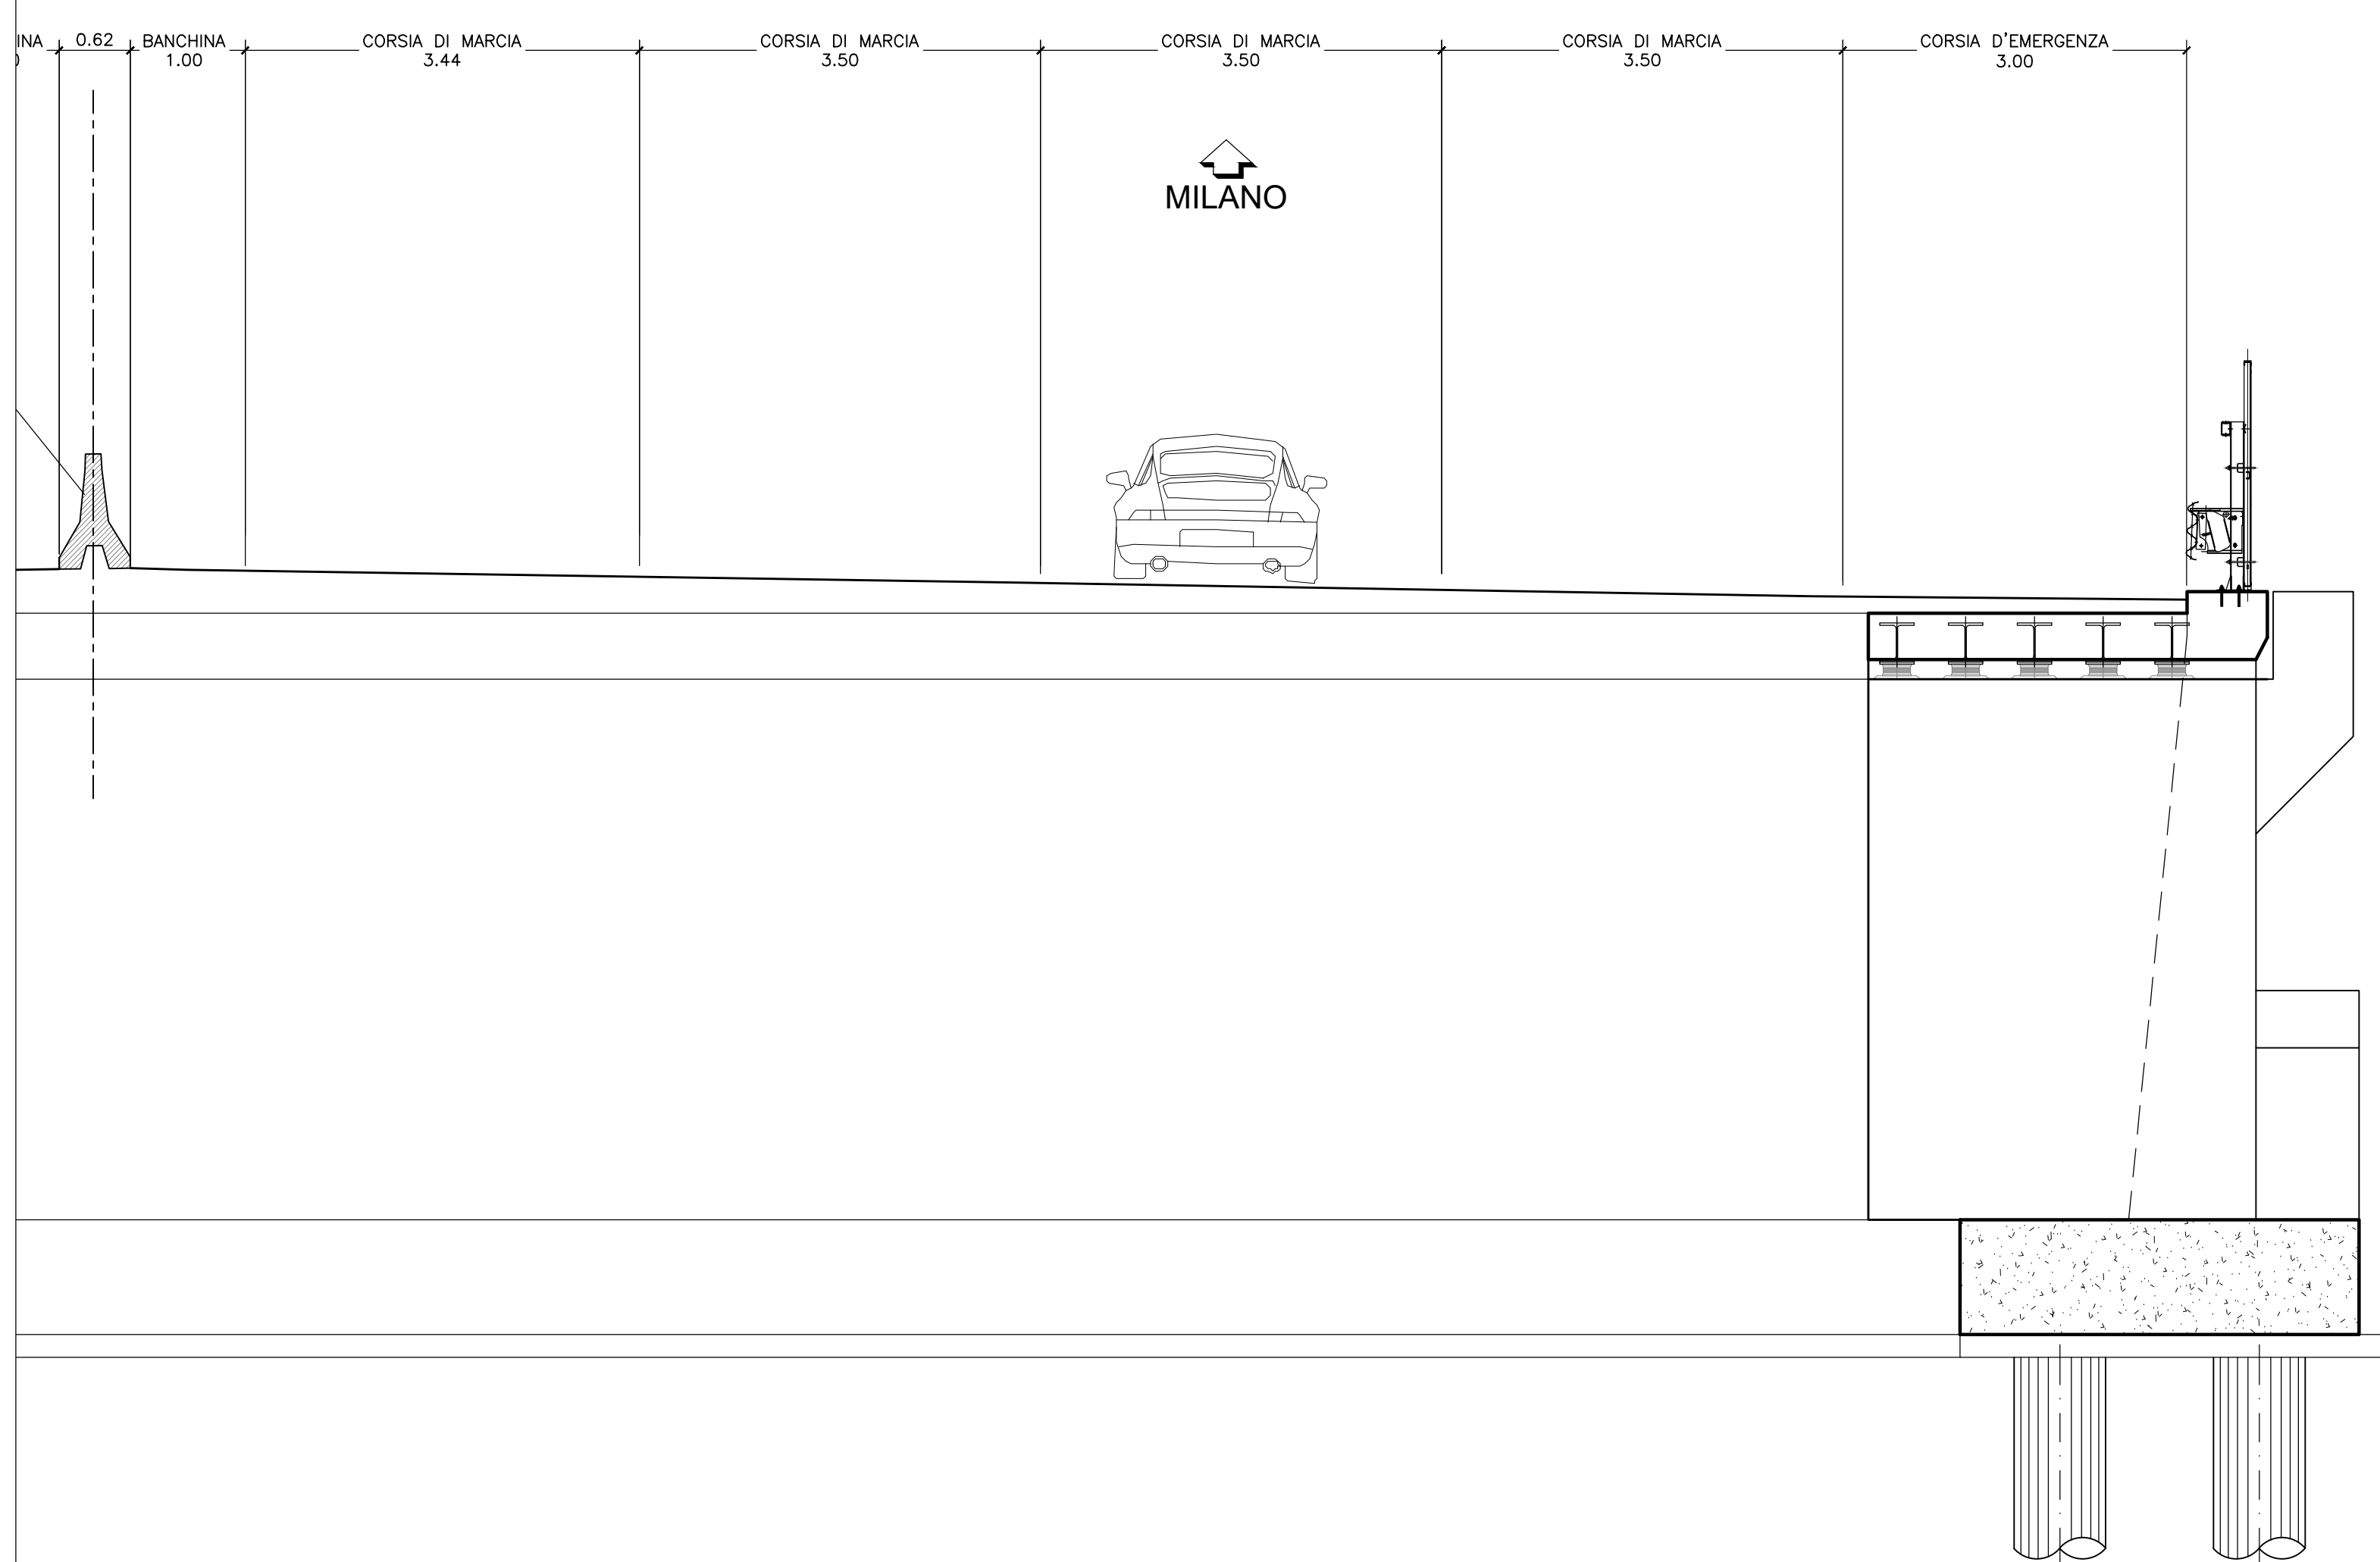 INA 0.62 BANCHINA CORSIA DI MARCIA CORSIA DI MARCIA CORSIA DI MARCIA CORSIA DI MARCIA CORSIA D'EMERGENZA
1.00 3.44 3.50 3.50 3.50 3.00
MILANO